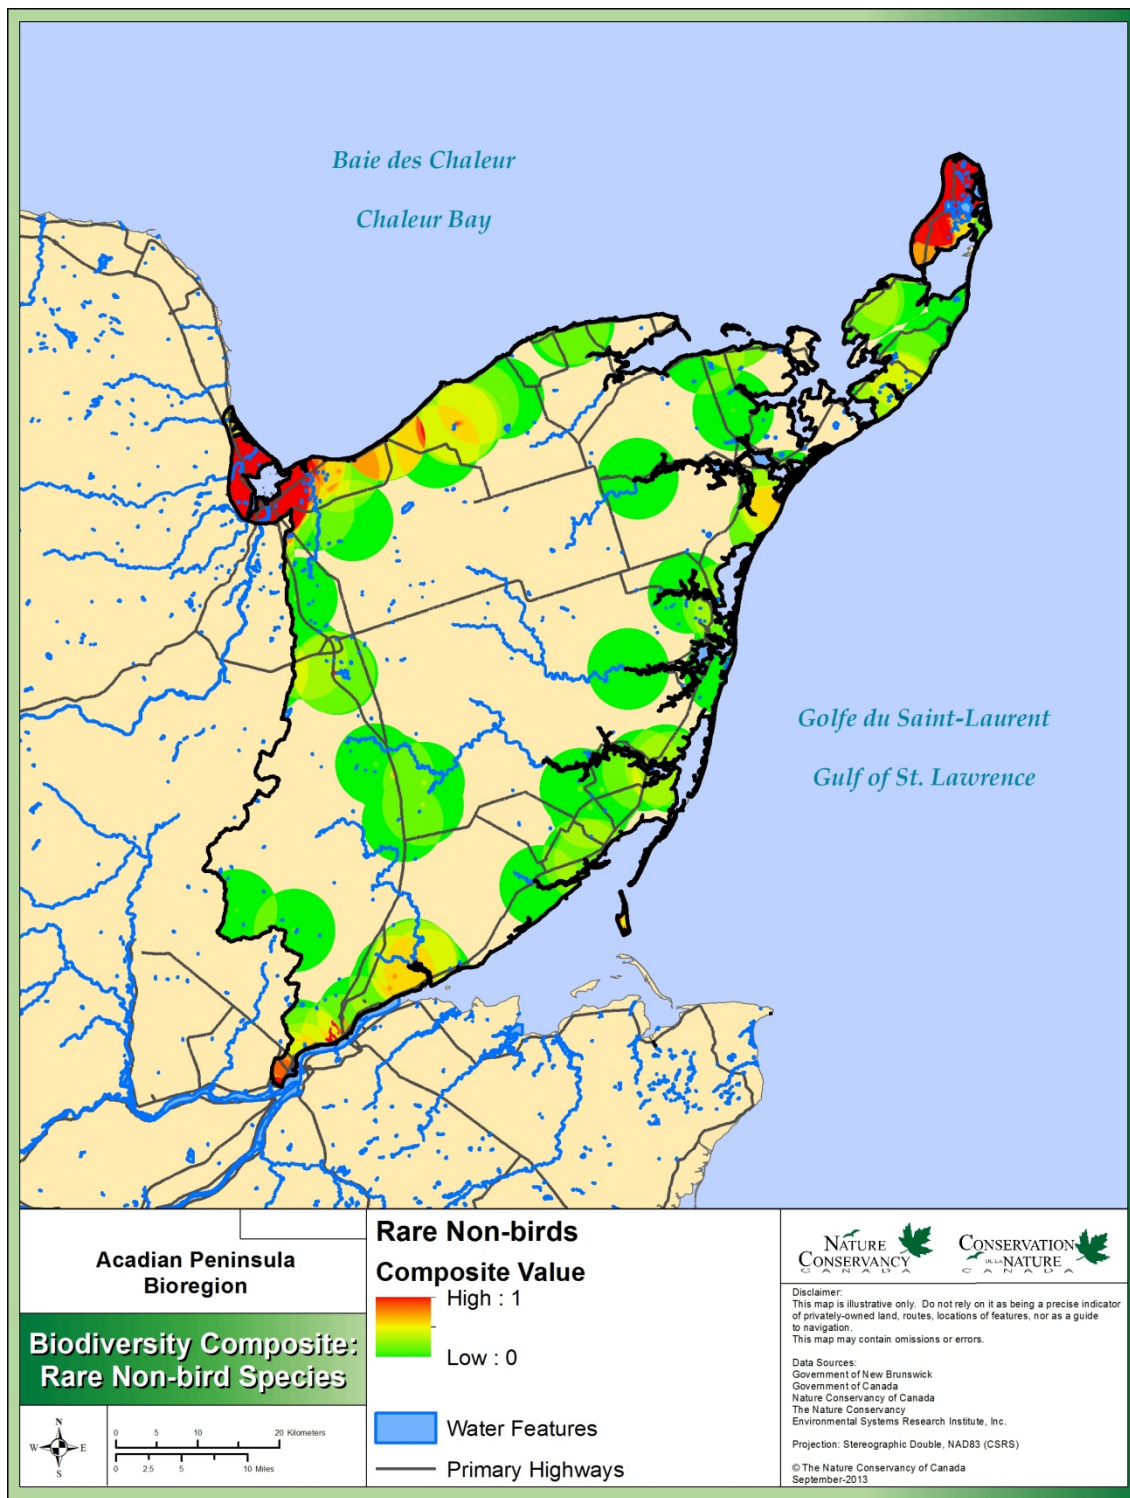 Baie des Chaleur
Chaleur Bay
Golfe du Saint-Laurent
Gulf of St. Lawrence
Acadian Peninsula
Bioregion
Biodiversity Composite:
Rare Non-bird Species
N
W E
S
0 5 10 20 Kilometers
0 2.5 5 10 Miles
Rare Non-birds
Composite Value
High : 1
Low : 0
Water Features
Primary Highways
NATURE
CONSERVANCY
CANADA
CONSERVATION
DE LA NATURE
CANADA
Disclaimer:
This map is illustrative only. Do not rely on it as being a precise indicator
of privately-owned land, routes, locations of features, nor as a guide
to navigation.
This map may contain omissions or errors.
Data Sources:
Government of New Brunswick
Government of Canada
Nature Conservancy of Canada
The Nature Conservancy
Environmental Systems Research Institute, Inc.
Projection: Stereographic Double, NAD83 (CSRS)
© The Nature Conservancy of Canada
September-2013